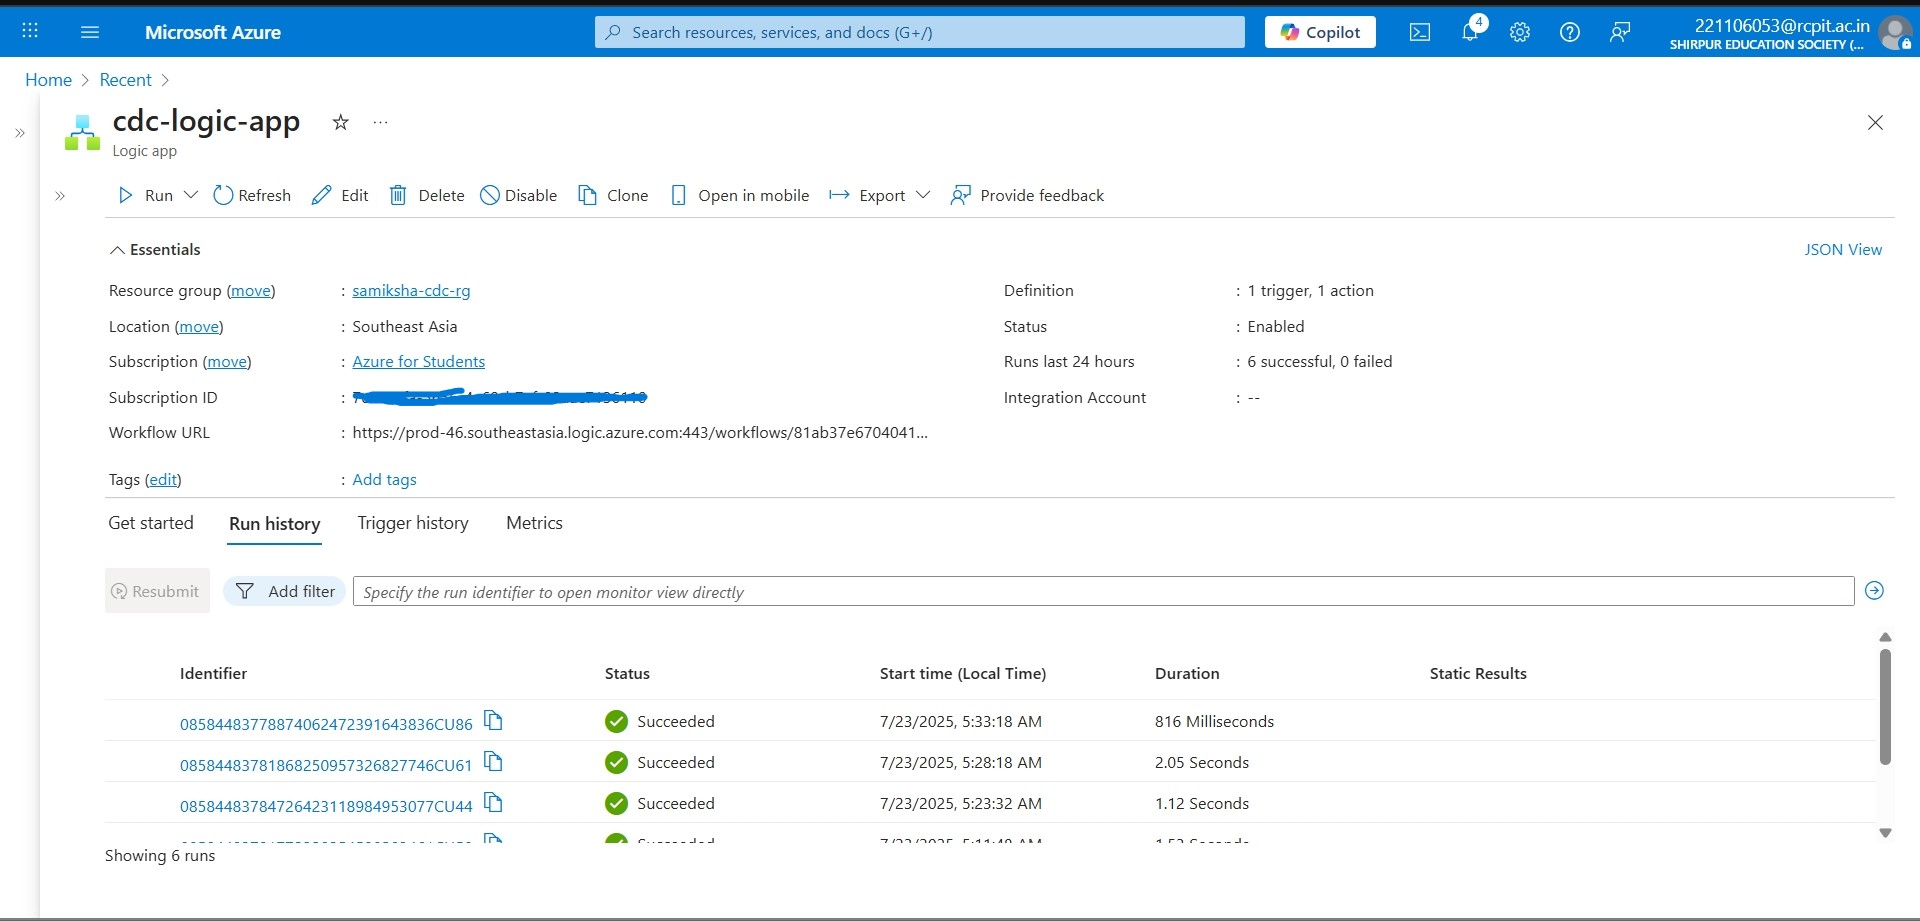 Microsoft Azure
Search resources, services, and docs (G+/)
Copilot
4
221106053@rcpit.ac.in
SHIRPUR EDUCATION SOCIETY (...
Home > Recent >
cdc-logic-app
Logic app
Run Refresh Edit Delete Disable Clone Open in mobile Export Provide feedback
Essentials
JSON View
Resource group (move) : samiksha-cdc-rg
Location (move) : Southeast Asia
Subscription (move) : Azure for Students
Subscription ID :
Workflow URL : https://prod-46.southeastasia.logic.azure.com:443/workflows/81ab37e6704041...
Definition : 1 trigger, 1 action
Status : Enabled
Runs last 24 hours : 6 successful, 0 failed
Integration Account : --
Tags (edit) : Add tags
Get started Run history Trigger history Metrics
Resubmit Add filter Specify the run identifier to open monitor view directly
Identifier Status Start time (Local Time) Duration Static Results
08584483778874062472391643836CU86 Succeeded 7/23/2025, 5:33:18 AM 816 Milliseconds
08584483781868250957326827746CU61 Succeeded 7/23/2025, 5:28:18 AM 2.05 Seconds
08584483784726423118984953077CU44 Succeeded 7/23/2025, 5:23:32 AM 1.12 Seconds
Showing 6 runs